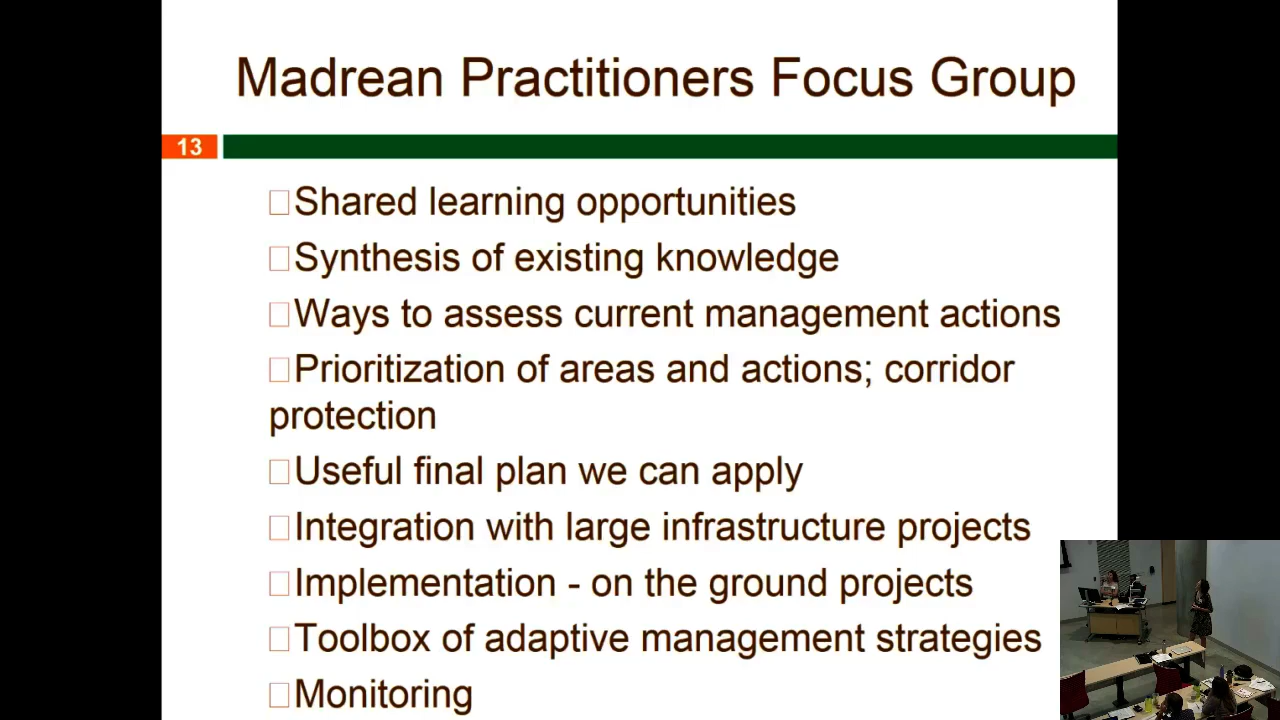 Madrean Practitioners Focus Group
13
Shared learning opportunities
Synthesis of existing knowledge
Ways to assess current management actions
Prioritization of areas and actions; corridor
protection
Useful final plan we can apply
Integration with large infrastructure projects
Implementation - on the ground projects
Toolbox of adaptive management strategies
Monitoring